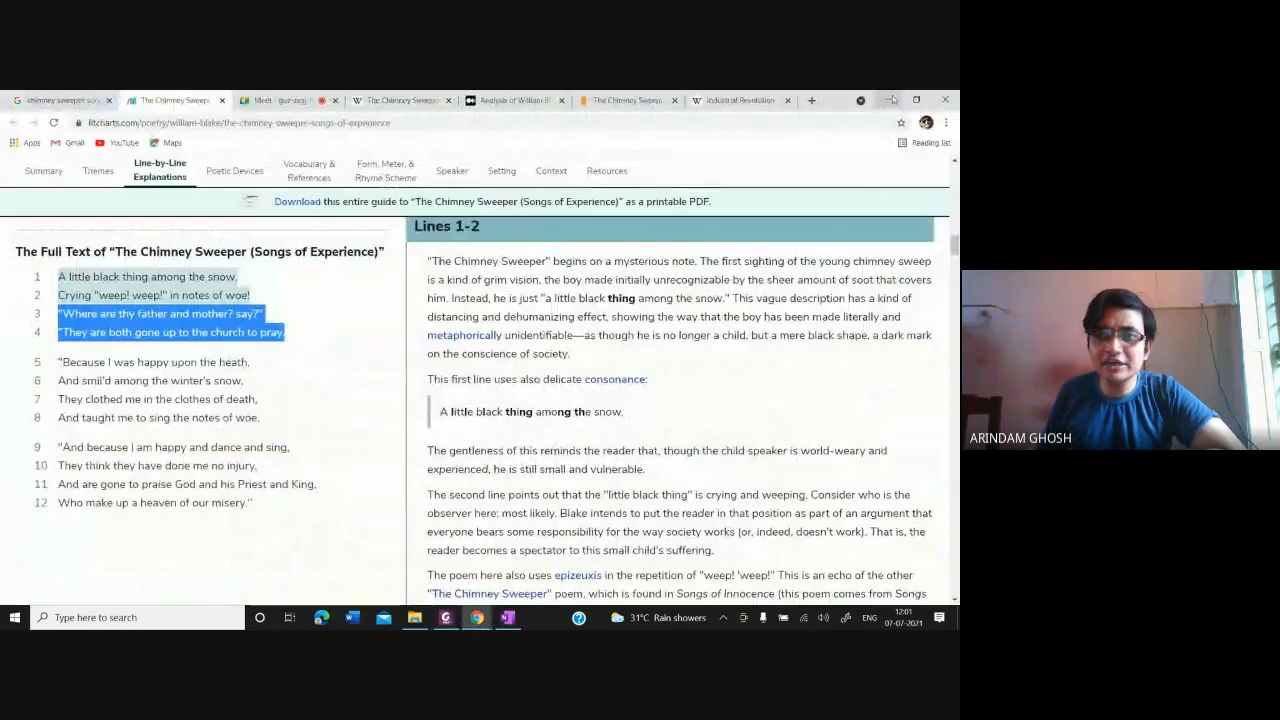 chimney sweeper son
The Chimney Sweep
Meet
The Chimney Sweeper
Analysis of William B
The Chimney Sweep
Industrial Revolution
litcharts.com/poetry/william-blake/the-chimney-sweeper-songs-of-experience
Apps Gmail YouTube Maps Reading list
Summary
Themes
Line-by-Line
Explanations
Poetic Devices
Vocabulary &
References
Form, Meter, &
Rhyme Scheme
Speaker
Setting
Context
Resources
Download this entire guide to “The Chimney Sweeper (Songs of Experience)” as a printable PDF.
The Full Text of “The Chimney Sweeper (Songs of Experience)”
1 A little black thing among the snow,
2 Crying "weep! weep!" in notes of woe!
3 "Where are thy father and mother? say?"
4 "They are both gone up to the church to pray.
5 "Because I was happy upon the heath,
6 And smil'd among the winter's snow,
7 They clothed me in the clothes of death,
8 And taught me to sing the notes of woe.
9 "And because I am happy and dance and sing,
10 They think they have done me no injury,
11 And are gone to praise God and his Priest and King,
12 Who make up a heaven of our misery."
Lines 1-2
"The Chimney Sweeper" begins on a mysterious note. The first sighting of the young chimney sweep
is a kind of grim vision, the boy made initially unrecognizable by the sheer amount of soot that covers
him. Instead, he is just "a little black thing among the snow." This vague description has a kind of
distancing and dehumanizing effect, showing the way that the boy has been made literally and
metaphorically unidentifiable—as though he is no longer a child, but a mere black shape, a dark mark
on the conscience of society.
This first line uses also delicate consonance:
A little black thing among the snow,
The gentleness of this reminds the reader that, though the child speaker is world-weary and
experienced, he is still small and vulnerable.
The second line points out that the "little black thing" is crying and weeping. Consider who is the
observer here; most likely, Blake intends to put the reader in that position as part of an argument that
everyone bears some responsibility for the way society works (or, indeed, doesn't work). That is, the
reader becomes a spectator to this small child's suffering.
The poem here also uses epizeuxis in the repetition of "weep! 'weep!" This is an echo of the other
"The Chimney Sweeper" poem, which is found in Songs of Innocence (this poem comes from Songs
ARINDAM GHOSH
Type here to search
31°C Rain showers
ENG
12:01
07-07-2021